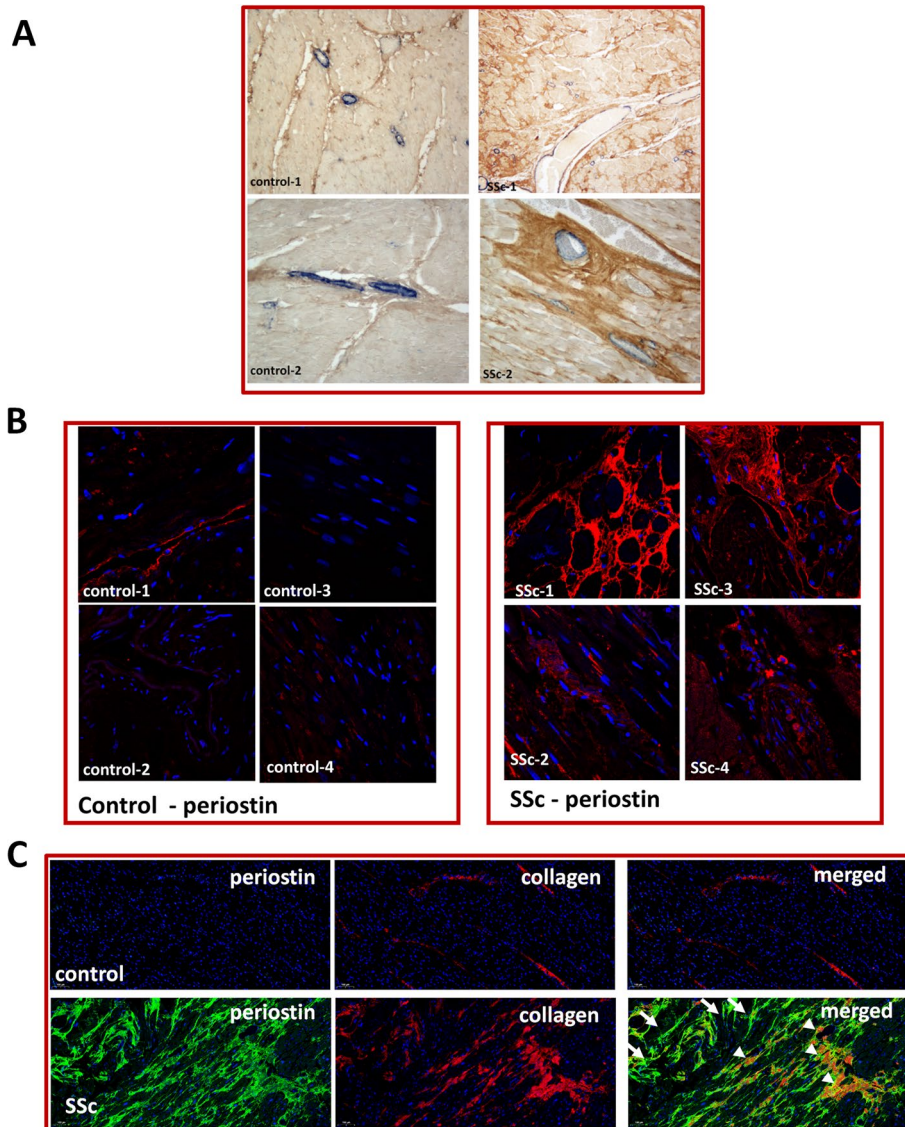 A
control-1
SSc-1
control-2
SSc-2
B
control-1
control-3
control-2
control-4
Control - periostin
SSc-1
SSc-3
SSc-2
SSc-4
SSc - periostin
C
periostin
collagen
merged
control
periostin
collagen
merged
SSc